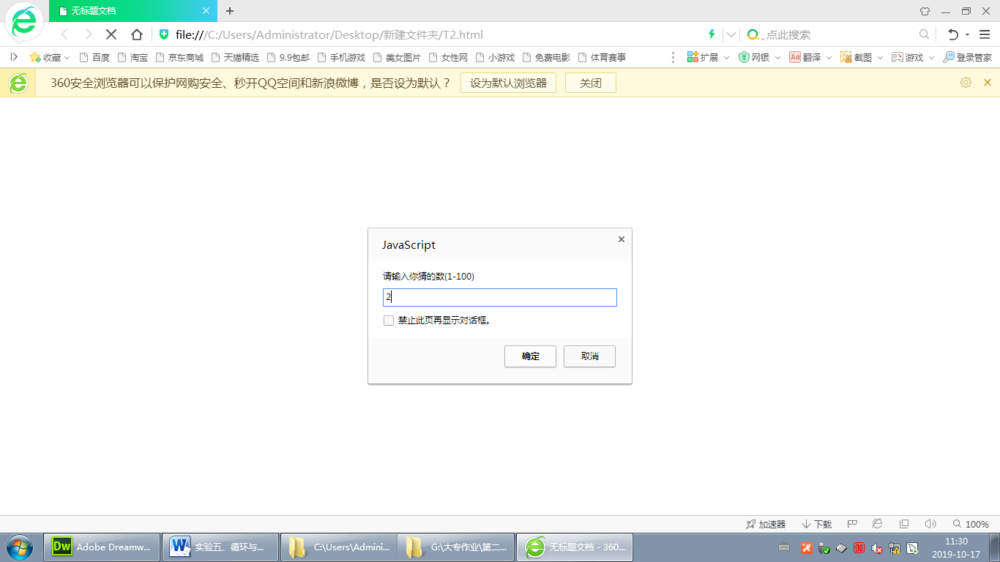 无标题文档
file:///C:/Users/Administrator/Desktop/新建文件夹/T2.html
点此搜索
收藏 百度 淘宝 京东商城 天猫精选 9.9包邮 手机游戏 美女图片 女性网 小游戏 免费电影 体育赛事 扩展 网银 Aa 翻译 截图 游戏 登录管家
360安全浏览器可以保护网购安全、秒开QQ空间和新浪微博，是否设为默认？ 设为默认浏览器 关闭
JavaScript
请输入你猜的数(1-100)
2
禁止此页再显示对话框。
确定 取消
加速器 下载 100%
Dw Adobe Dreamw... 实验五、循环与... C:\Users\Admini... G:\大专作业\第二... 无标题文档 - 360...
11:30
2019-10-17